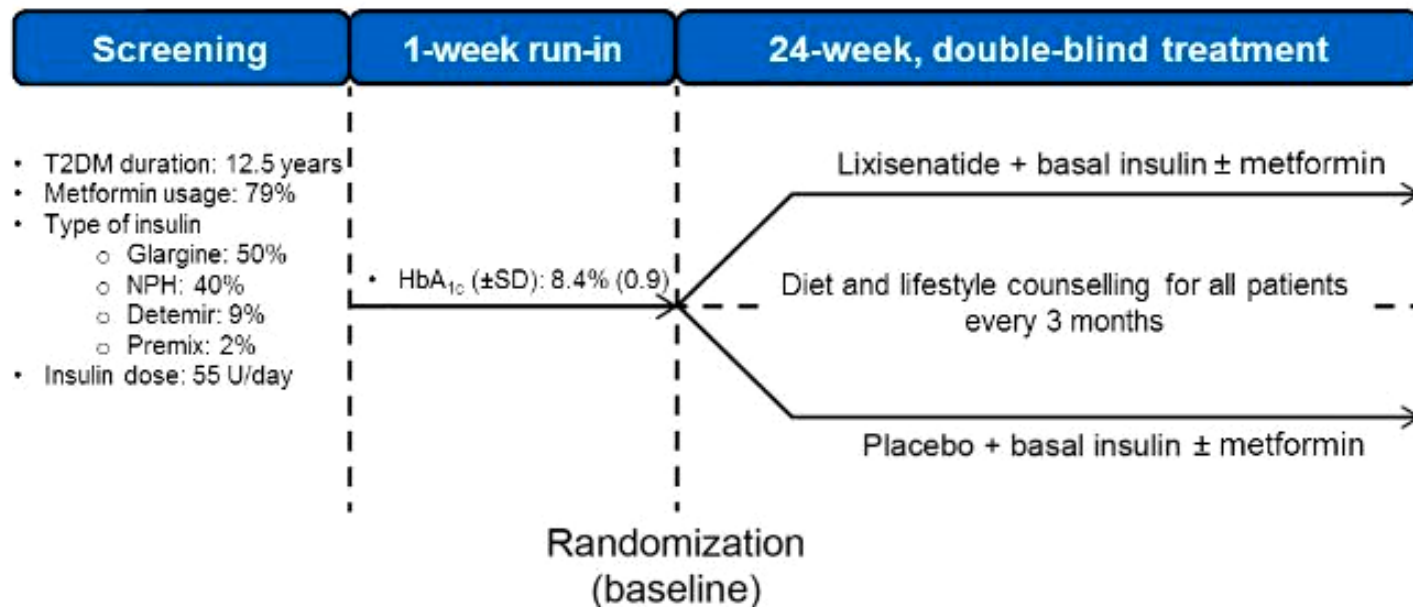 Screening
1-week run-in
24-week, double-blind treatment
• T2DM duration: 12.5 years
• Metformin usage: 79%
• Type of insulin
o Glargine: 50%
o NPH: 40%
o Detemir: 9%
o Premix: 2%
• Insulin dose: 55 U/day
• HbA1c (±SD): 8.4% (0.9)
Lixisenatide + basal insulin ± metformin
Diet and lifestyle counselling for all patients
every 3 months
Placebo + basal insulin ± metformin
Randomization
(baseline)